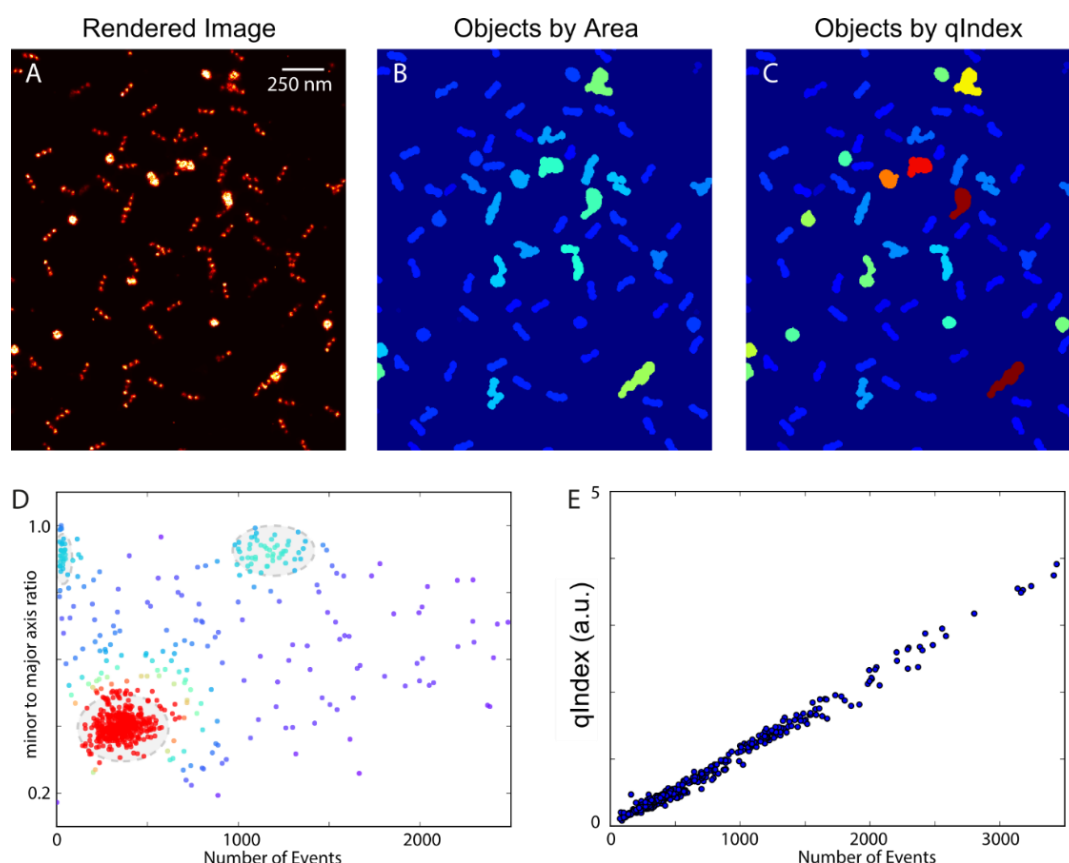 Rendered Image
Objects by Area
Objects by qIndex
A
250 nm
B
C
D
1.0
minor to major axis ratio
0.2
0
1000
2000
Number of Events
E
5
qIndex (a.u.)
0
0
1000
2000
3000
Number of Events